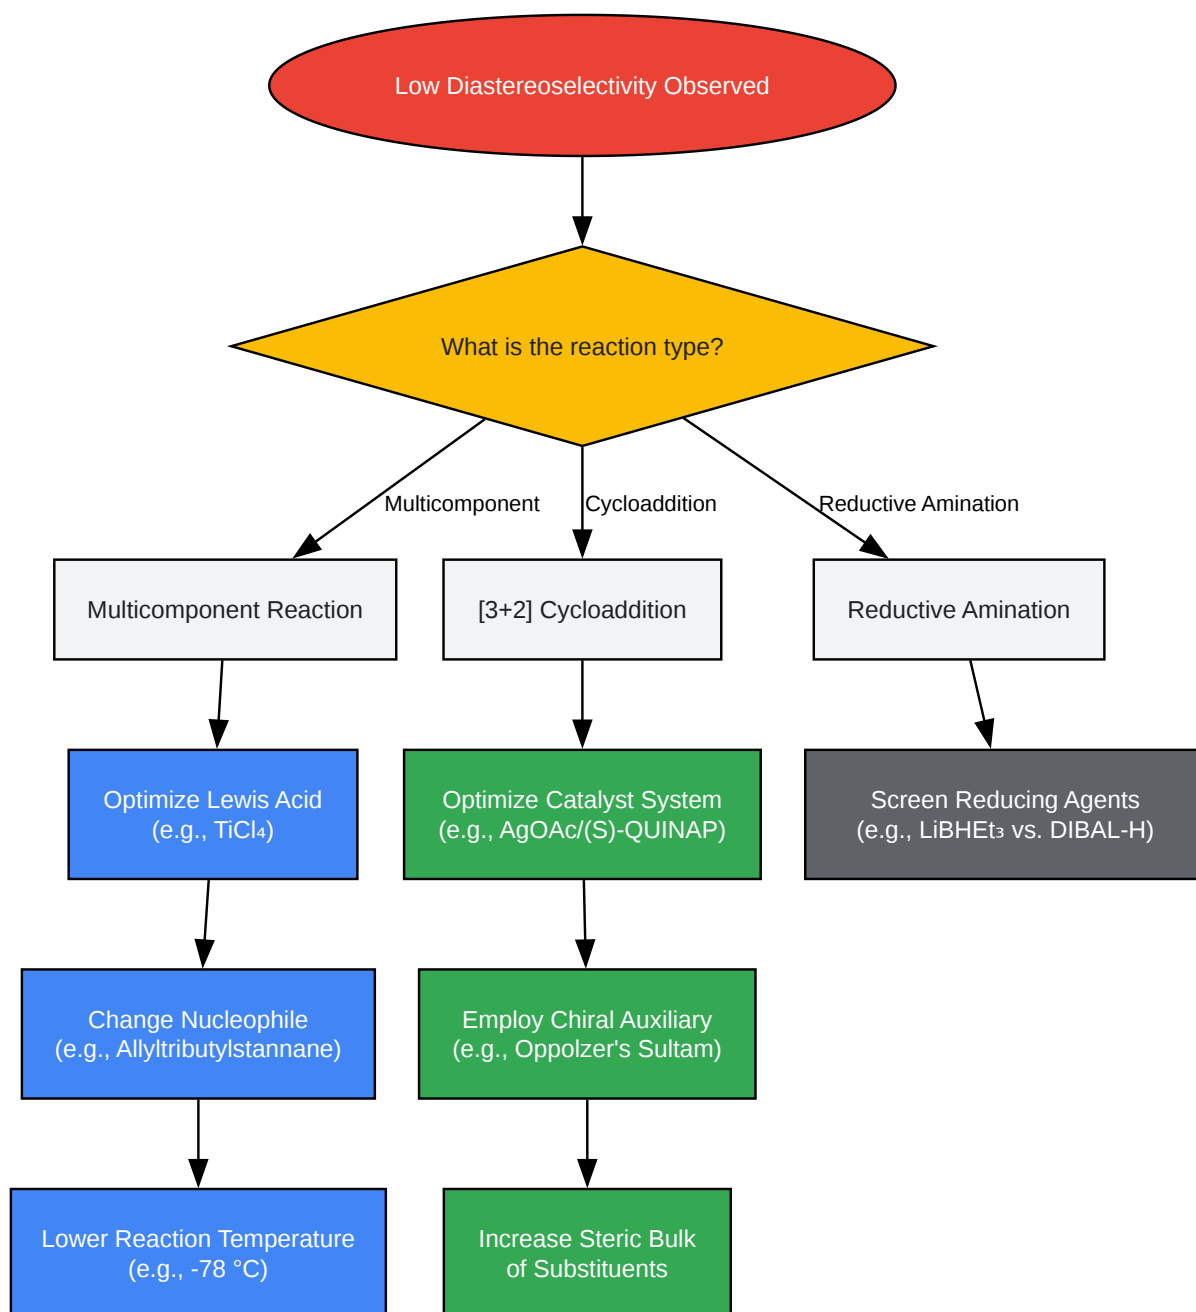 Low Diastereoselectivity Observed
What is the reaction type?
Multicomponent
Cycloaddition
Reductive Amination
Multicomponent Reaction
[3+2] Cycloaddition
Reductive Amination
Optimize Lewis Acid
(e.g., TiCl₄)
Optimize Catalyst System
(e.g., AgOAc/(S)-QUINAP)
Screen Reducing Agents
(e.g., LiBHEt₃ vs. DIBAL-H)
Change Nucleophile
(e.g., Allyltributylstannane)
Employ Chiral Auxiliary
(e.g., Oppolzer's Sultam)
Lower Reaction Temperature
(e.g., -78 °C)
Increase Steric Bulk
of Substituents